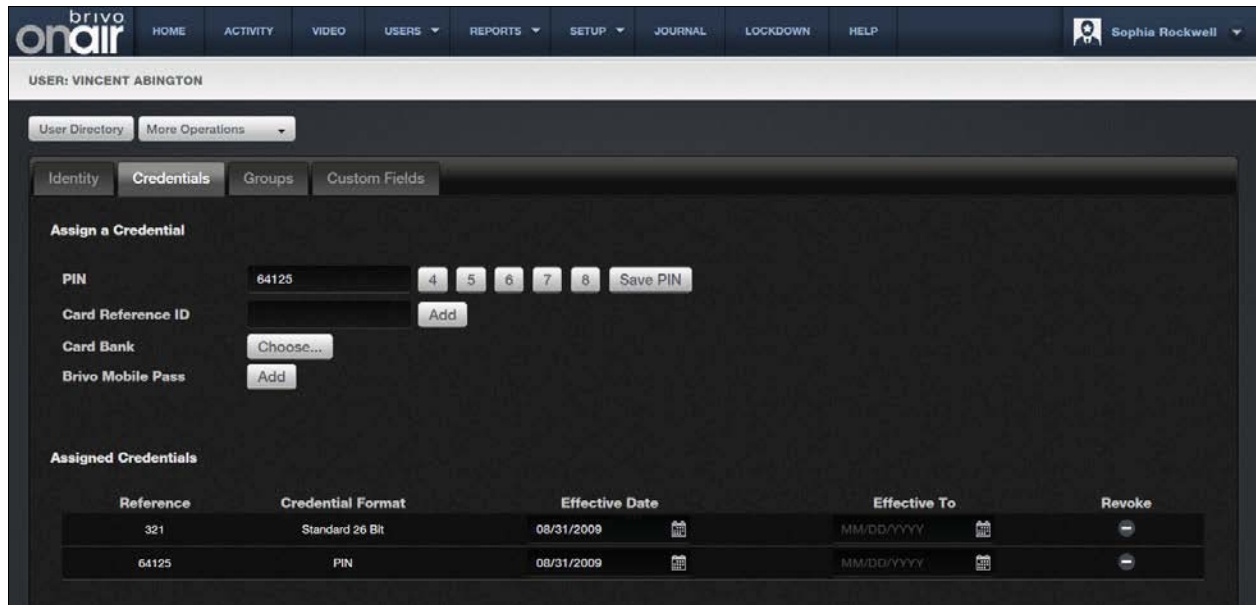 brivo
onair HOME ACTIVITY VIDEO USERS REPORTS SETUP JOURNAL LOCKDOWN HELP Sophia Rockwell
USER: VINCENT ABINGTON
User Directory More Operations
Identity Credentials Groups Custom Fields
Assign a Credential
PIN 64125 4 5 6 7 8 Save PIN
Card Reference ID Add
Card Bank Choose...
Brivo Mobile Pass Add
Assigned Credentials
Reference Credential Format Effective Date Effective To Revoke
321 Standard 26 Bit 08/31/2009 MM/DD/YYYY
64125 PIN 08/31/2009 MM/DD/YYYY